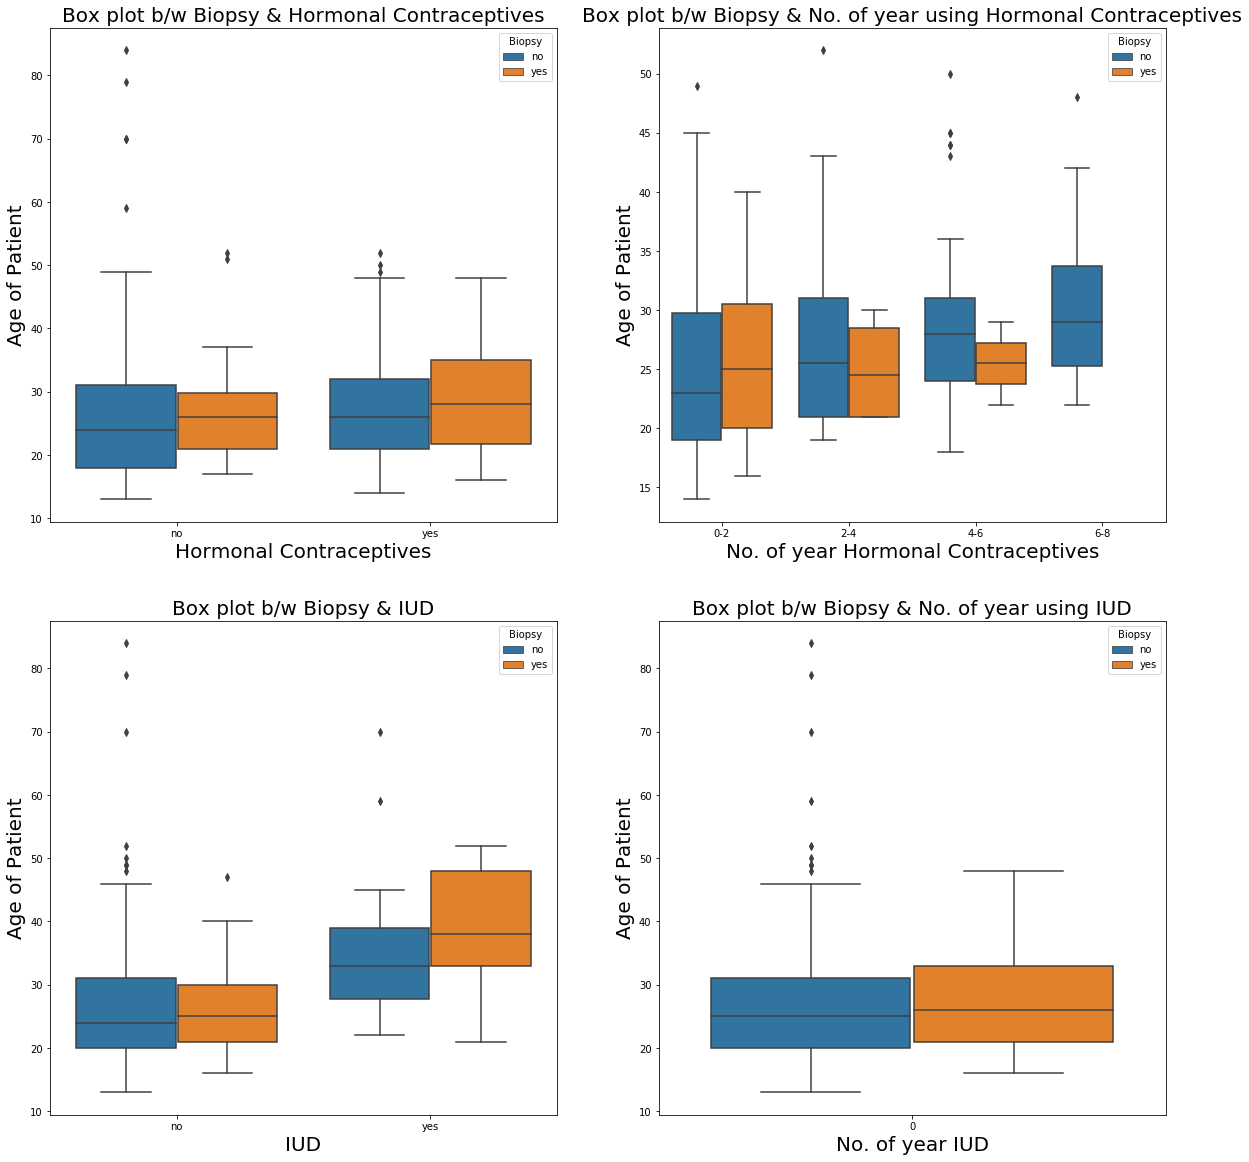 Box plot b/w Biopsy & Hormonal Contraceptives
Biopsy
no
yes
80
70
60
50
40
30
20
10
Age of Patient
no yes
Hormonal Contraceptives
Box plot b/w Biopsy & No. of year using Hormonal Contraceptives
Biopsy
no
yes
50
45
40
35
30
25
20
15
Age of Patient
0-2 2-4 4-6 6-8
No. of year Hormonal Contraceptives
Box plot b/w Biopsy & IUD
Biopsy
no
yes
80
70
60
50
40
30
20
10
Age of Patient
no yes
IUD
Box plot b/w Biopsy & No. of year using IUD
Biopsy
no
yes
80
70
60
50
40
30
20
10
Age of Patient
0
No. of year IUD